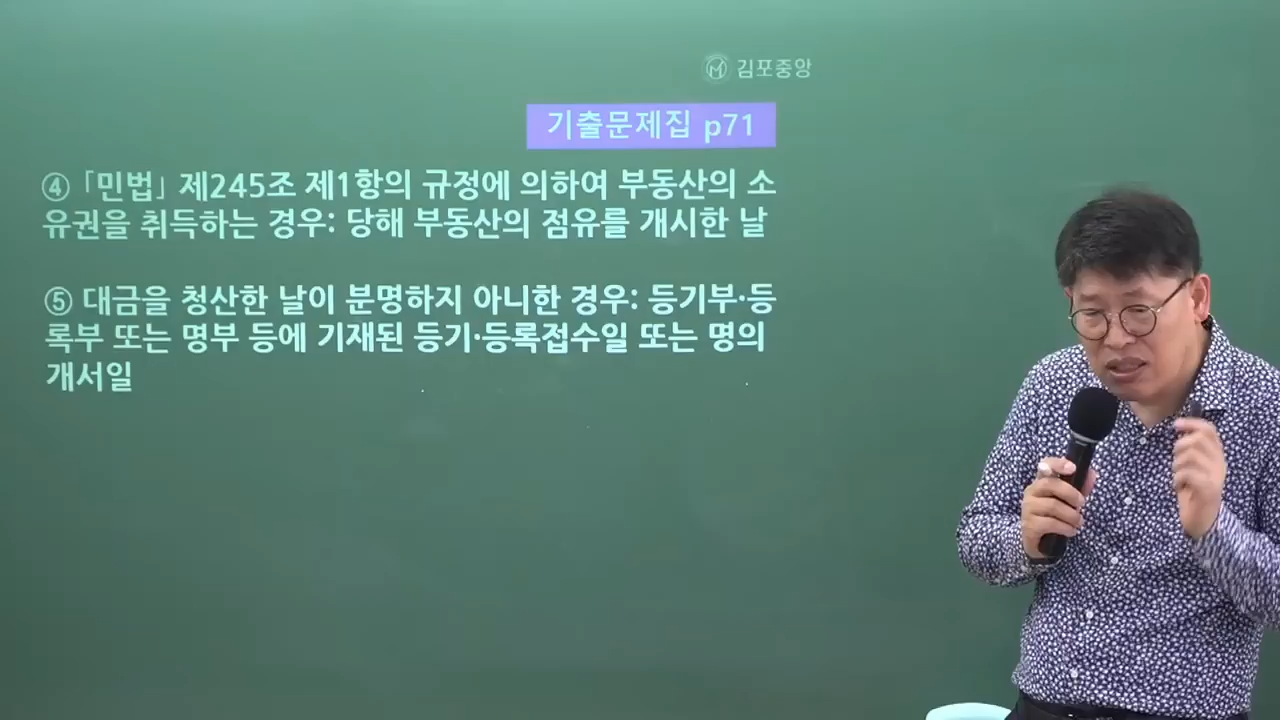 김포중앙
기출문제집 p71
④ 「민법」 제245조 제1항의 규정에 의하여 부동산의 소
유권을 취득하는 경우: 당해 부동산의 점유를 개시한 날
⑤ 대금을 청산한 날이 분명하지 아니한 경우: 등기부·등
록부 또는 명부 등에 기재된 등기·등록접수일 또는 명의
개서일